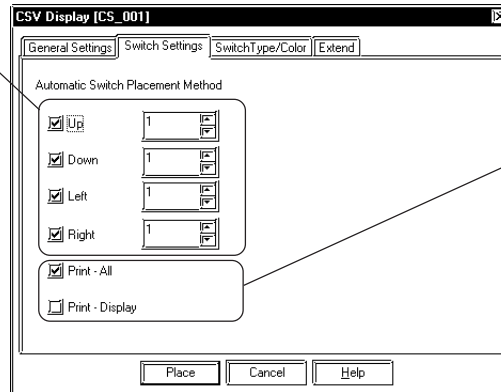 CSV Display [CS_001]
General Settings Switch Settings SwitchType/Color Extend
Automatic Switch Placement Method
Up 1
Down 1
Left 1
Right 1
Print - All
Print - Display
Place Cancel Help